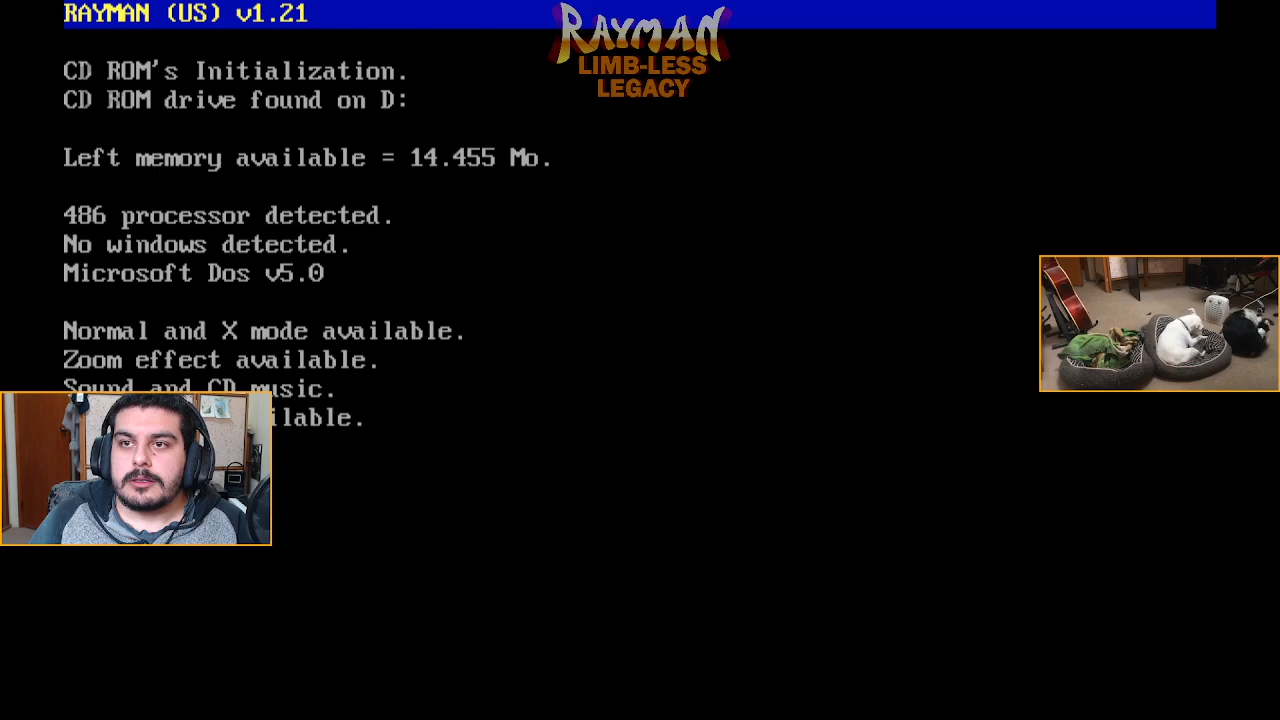 RAYMAN (US) v1.21
RAYMAN
LIMB-LESS
LEGACY
CD ROM's Initialization.
CD ROM drive found on D:
Left memory available = 14.455 Mo.
486 processor detected.
No windows detected.
Microsoft Dos v5.0
Normal and X mode available.
Zoom effect available.
Sound and CD music.